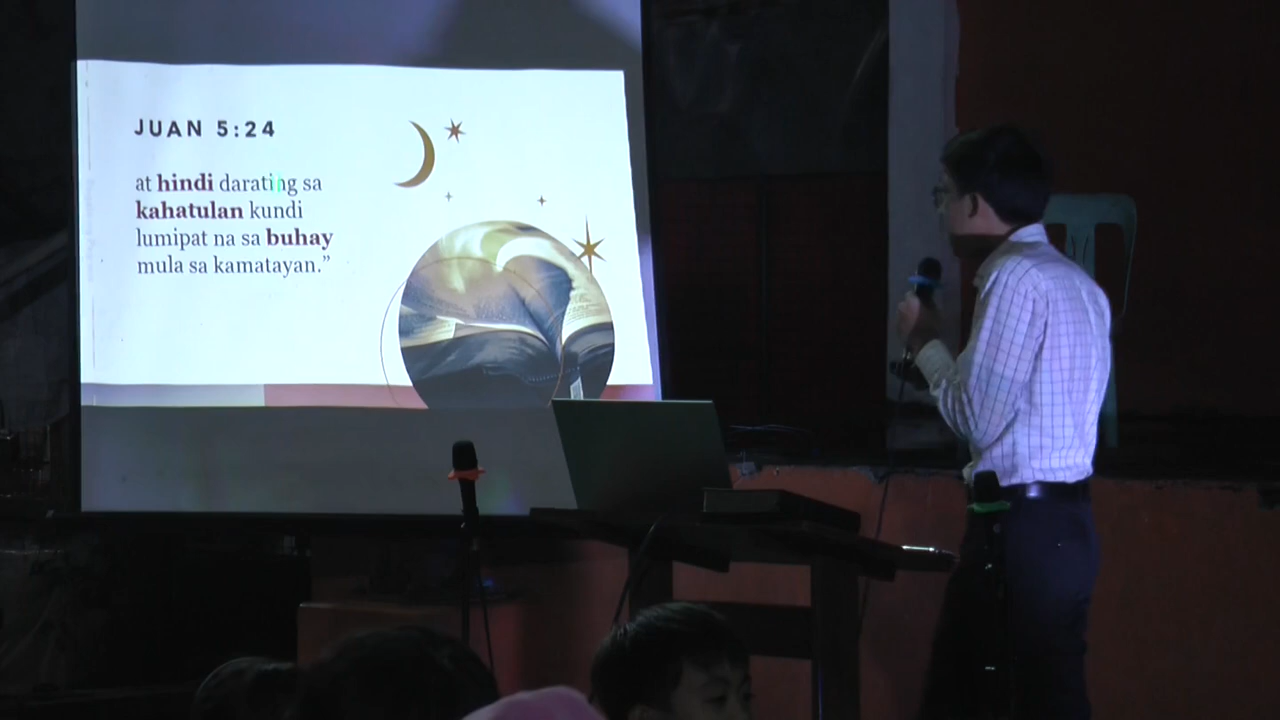 JUAN 5:24
at hindi darating sa
kahatulan kundi
lumipat na sa buhay
mula sa kamatayan.”